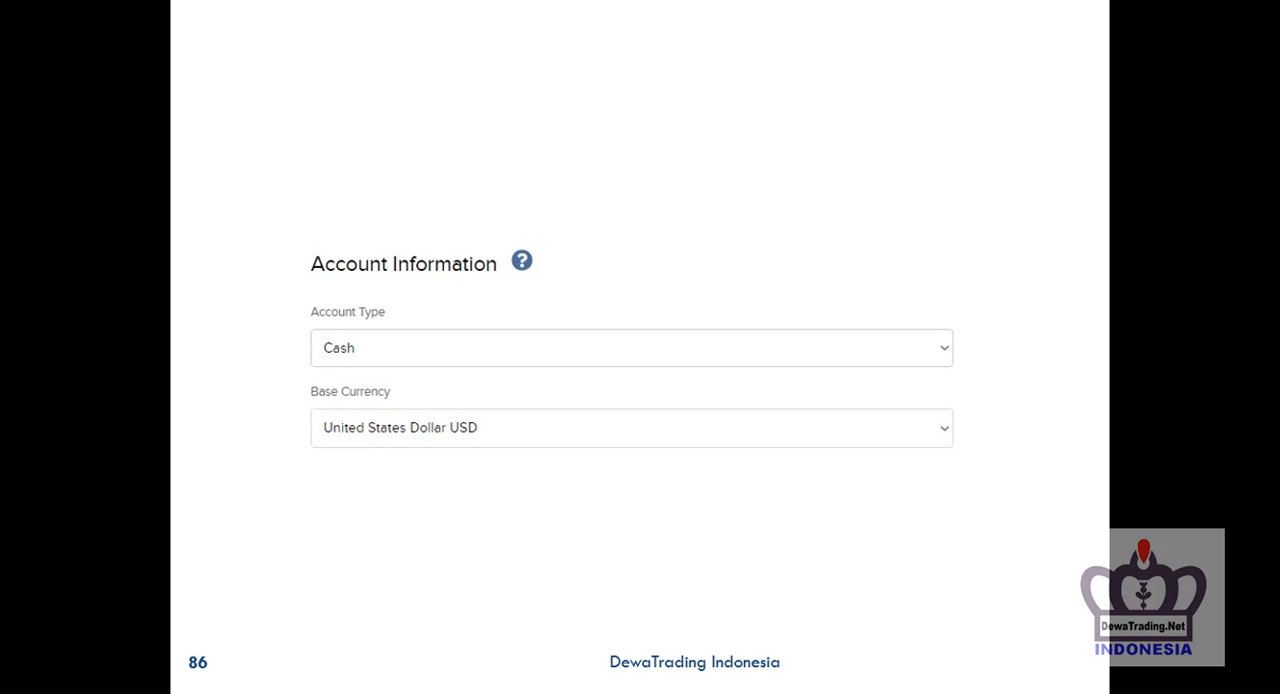 Account Information ?
Account Type
Cash
Base Currency
United States Dollar USD
86
DewaTrading Indonesia
DewaTrading.Net
INDONESIA